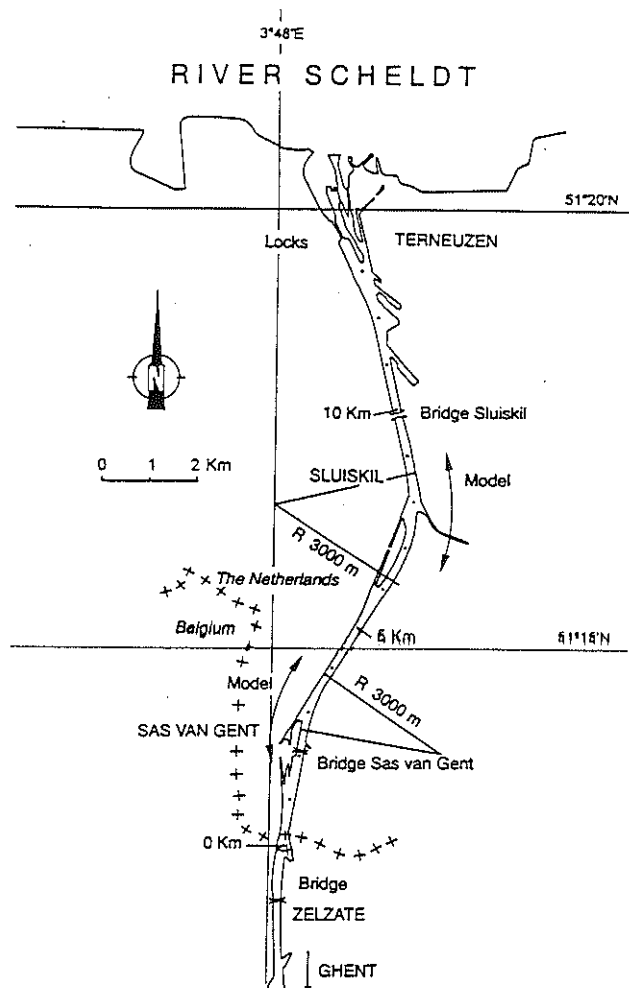 3°48'E
RIVER SCHELDT
51°20'N
Locks
TERNEUZEN
10 Km
Bridge Sluiskil
0 1 2 Km
SLUISKIL
Model
R 3000 m
The Netherlands
Belgium
5 Km
51°15'N
Model
R 3000 m
SAS VAN GENT
Bridge Sas van Gent
0 Km
Bridge
ZELZATE
GHENT